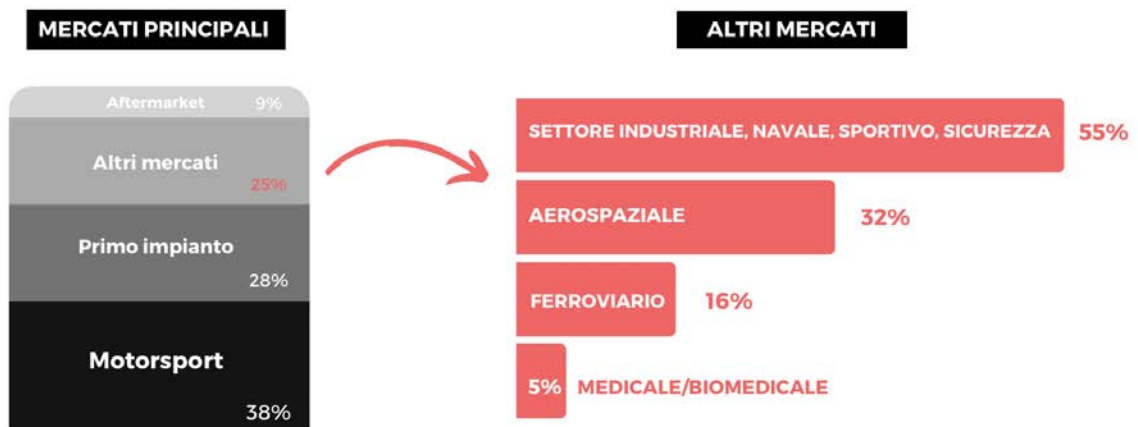 MERCATI PRINCIPALI
Aftermarket 9%
Altri mercati
25%
Primo impianto
28%
Motorsport
38%
ALTRI MERCATI
SETTORE INDUSTRIALE, NAVALE, SPORTIVO, SICUREZZA 55%
AEROSPAZIALE 32%
FERROVIARIO 16%
5% MEDICALE/BIOMEDICALE